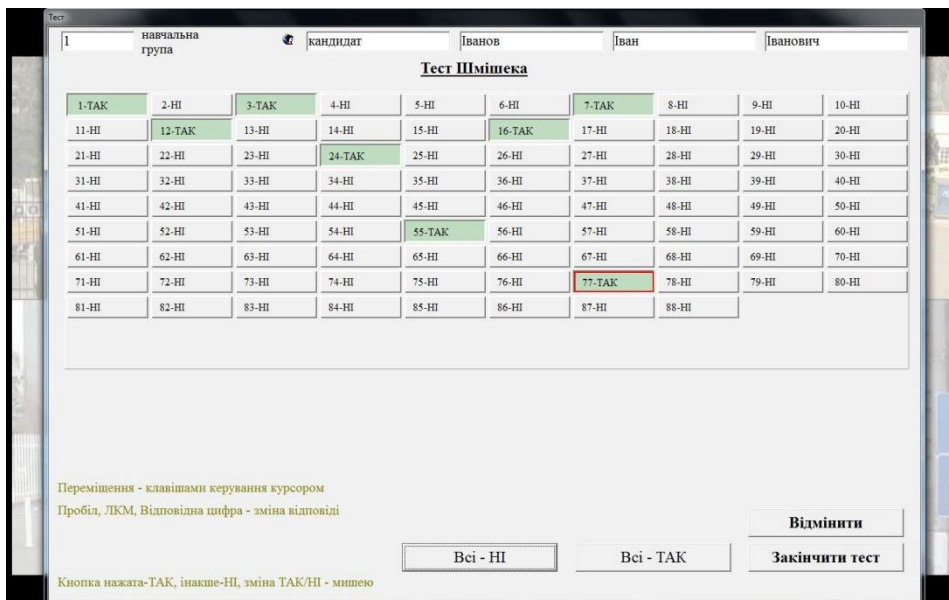 Тест
1 навчальна група кандидат Іванов Іван Іванович
Тест Шмішека
1-ТАК 2-НІ 3-ТАК 4-НІ 5-НІ 6-НІ 7-ТАК 8-НІ 9-НІ 10-НІ
11-НІ 12-ТАК 13-НІ 14-НІ 15-НІ 16-ТАК 17-НІ 18-НІ 19-НІ 20-НІ
21-НІ 22-НІ 23-НІ 24-ТАК 25-НІ 26-НІ 27-НІ 28-НІ 29-НІ 30-НІ
31-НІ 32-НІ 33-НІ 34-НІ 35-НІ 36-НІ 37-НІ 38-НІ 39-НІ 40-НІ
41-НІ 42-НІ 43-НІ 44-НІ 45-НІ 46-НІ 47-НІ 48-НІ 49-НІ 50-НІ
51-НІ 52-НІ 53-НІ 54-НІ 55-ТАК 56-НІ 57-НІ 58-НІ 59-НІ 60-НІ
61-НІ 62-НІ 63-НІ 64-НІ 65-НІ 66-НІ 67-НІ 68-НІ 69-НІ 70-НІ
71-НІ 72-НІ 73-НІ 74-НІ 75-НІ 76-НІ 77-ТАК 78-НІ 79-НІ 80-НІ
81-НІ 82-НІ 83-НІ 84-НІ 85-НІ 86-НІ 87-НІ 88-НІ
Переміщення - клавішами керування курсором
Пробіл, ЛКМ, Відповідна цифра - зміна відповіді
Відмінити
Всі - НІ Всі - ТАК Закінчити тест
Кнопка нажата-ТАК, інакше-НІ, зміна ТАК/НІ - мишею